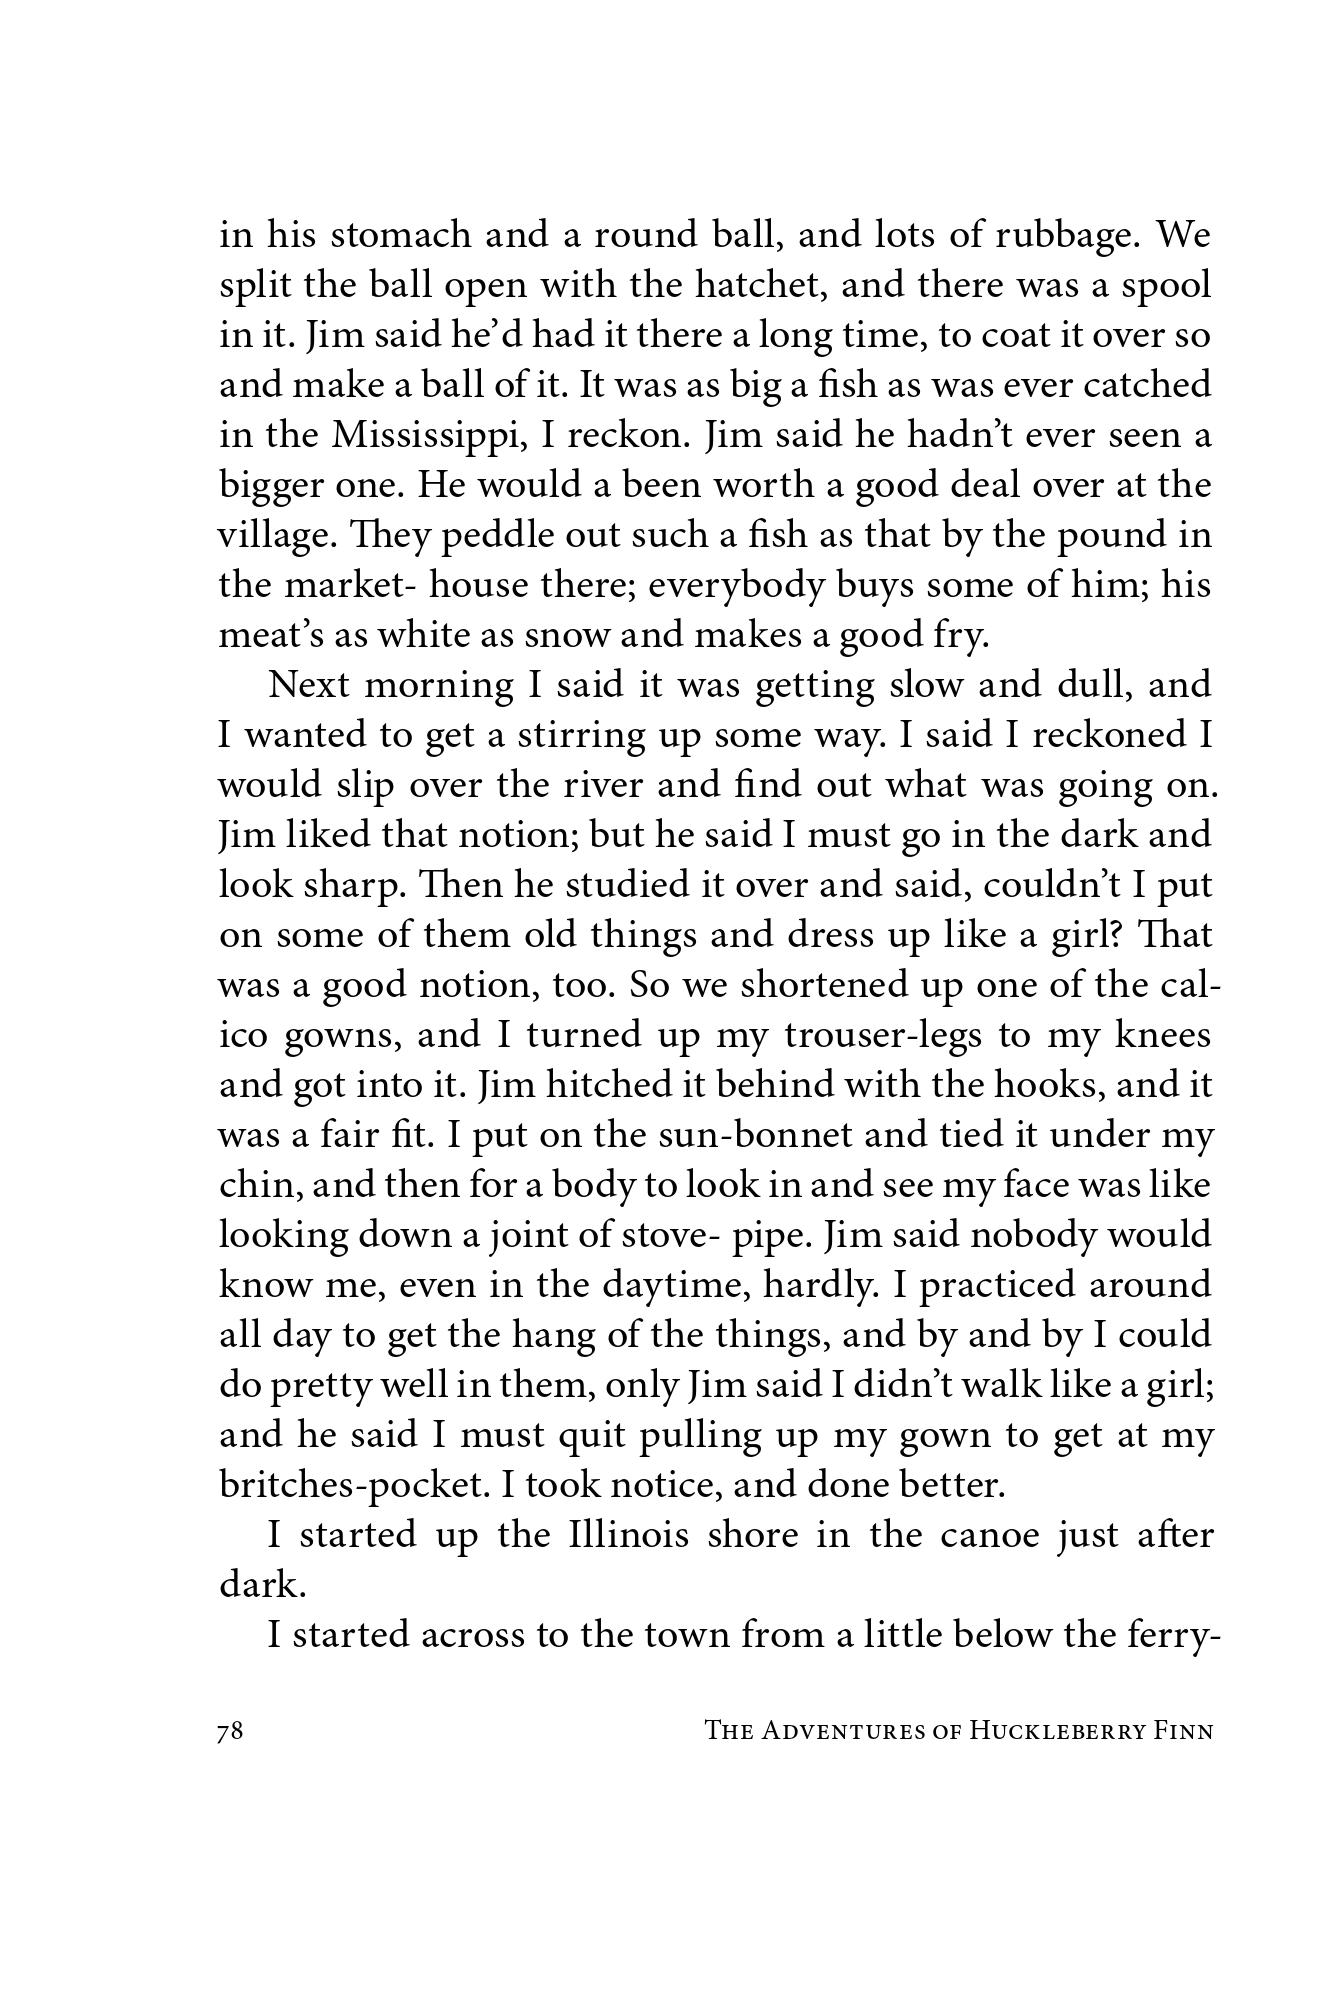 in his stomach and a round ball, and lots of rubbage. We
split the ball open with the hatchet, and there was a spool
in it. Jim said he’d had it there a long time, to coat it over so
and make a ball of it. It was as big a fish as was ever catched
in the Mississippi, I reckon. Jim said he hadn’t ever seen a
bigger one. He would a been worth a good deal over at the
village. They peddle out such a fish as that by the pound in
the market- house there; everybody buys some of him; his
meat’s as white as snow and makes a good fry.
Next morning I said it was getting slow and dull, and
I wanted to get a stirring up some way. I said I reckoned I
would slip over the river and find out what was going on.
Jim liked that notion; but he said I must go in the dark and
look sharp. Then he studied it over and said, couldn’t I put
on some of them old things and dress up like a girl? That
was a good notion, too. So we shortened up one of the cal-
ico gowns, and I turned up my trouser-legs to my knees
and got into it. Jim hitched it behind with the hooks, and it
was a fair fit. I put on the sun-bonnet and tied it under my
chin, and then for a body to look in and see my face was like
looking down a joint of stove- pipe. Jim said nobody would
know me, even in the daytime, hardly. I practiced around
all day to get the hang of the things, and by and by I could
do pretty well in them, only Jim said I didn’t walk like a girl;
and he said I must quit pulling up my gown to get at my
britches-pocket. I took notice, and done better.
I started up the Illinois shore in the canoe just after
dark.
I started across to the town from a little below the ferry-
78 The Adventures of Huckleberry Finn